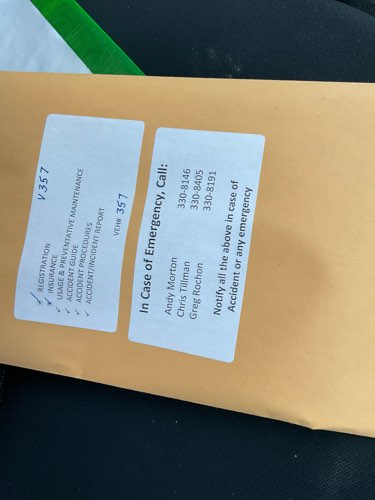 V357
✓ REGISTRATION
✓ INSURANCE
✓ USAGE & PREVENTATIVE MAINTENANCE
✓ ACCIDENT GUIDE
✓ ACCIDENT PROCEDURES
✓ ACCIDENT/INCIDENT REPORT
VEH# 357
In Case of Emergency, Call:
Andy Morton 330-8146
Chris Tillman 330-8405
Greg Rochon 330-8191
Notify all the above in case of
Accident or any emergency